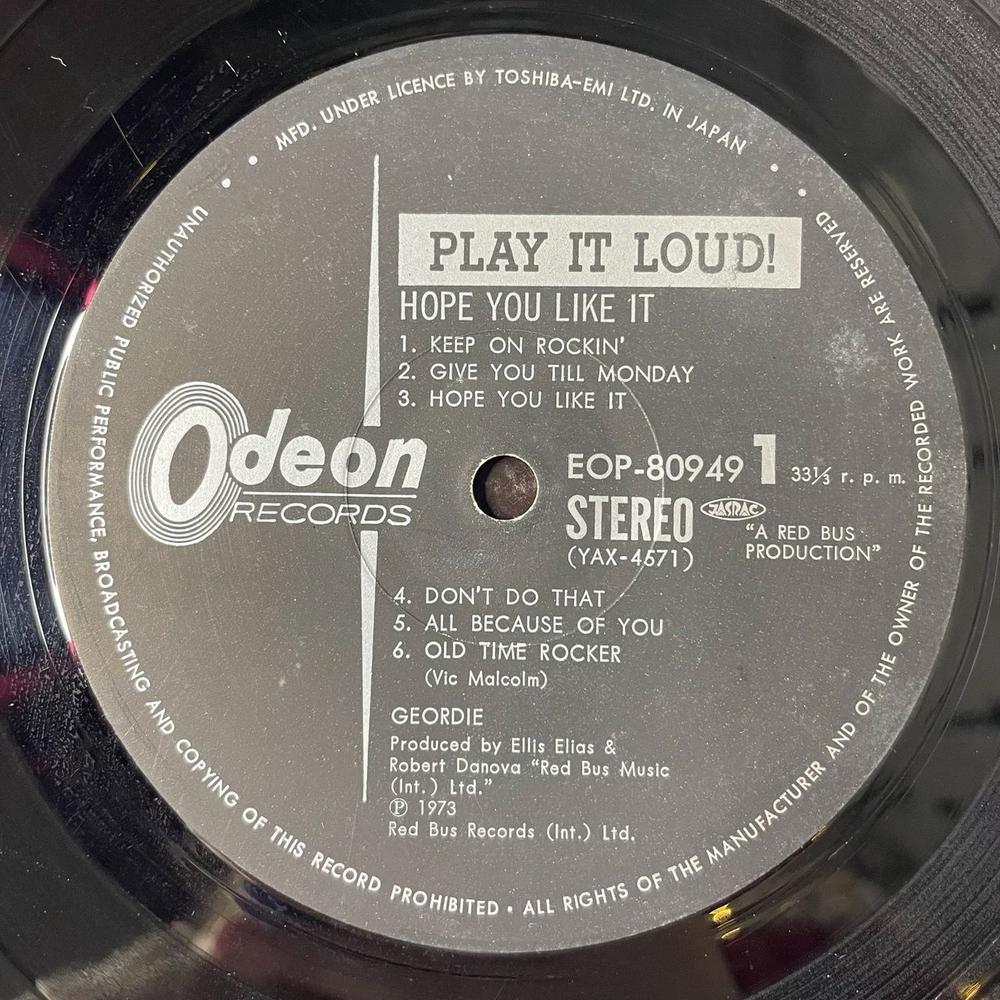 MFD. UNDER LICENCE BY TOSHIBA-EMI LTD. IN JAPAN
PLAY IT LOUD!
HOPE YOU LIKE IT
1. KEEP ON ROCKIN'
2. GIVE YOU TILL MONDAY
3. HOPE YOU LIKE IT
Odeon
RECORDS
EOP-80949 1 33⅓ r. p. m.
STEREO JASRAC
(YAX-4571)
"A RED BUS
PRODUCTION"
4. DON'T DO THAT
5. ALL BECAUSE OF YOU
6. OLD TIME ROCKER
(Vic Malcolm)
GEORDIE
Produced by Ellis Elias &
Robert Danova "Red Bus Music
(Int.) Ltd."
Ⓟ 1973
Red Bus Records (Int.) Ltd.
UNAUTHORIZED PUBLIC PERFORMANCE, BROADCASTING AND COPYING OF THIS RECORD PROHIBITED • ALL RIGHTS OF THE MANUFACTURER AND OF THE OWNER OF THE RECORDED WORK ARE RESERVED